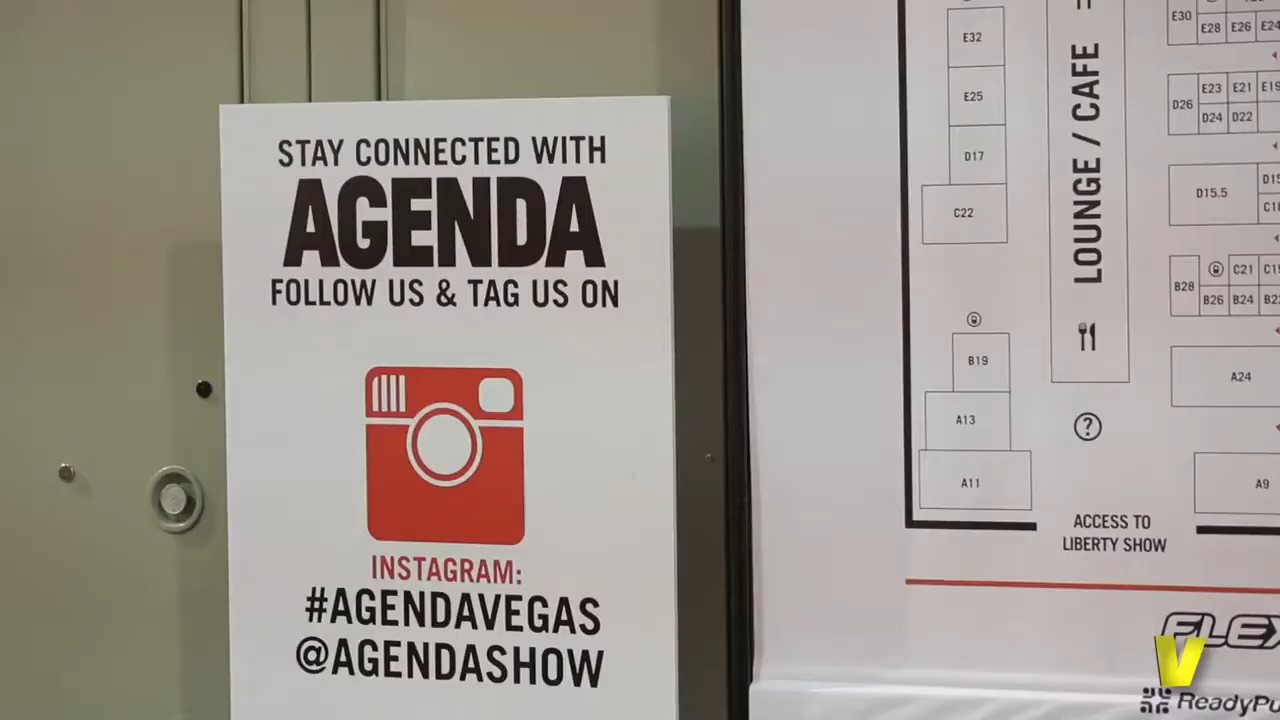 STAY CONNECTED WITH
AGENDA
FOLLOW US & TAG US ON
INSTAGRAM:
#AGENDAVEGAS
@AGENDASHOW
E32
E25
D17
C22
B19
A13
A11
LOUNGE / CAFE
?
ACCESS TO
LIBERTY SHOW
E30
E28 E26 E24
E23 E21 E19
D26
D24 D22
D15.5
C21
B28
B26 B24
A24
A9
V